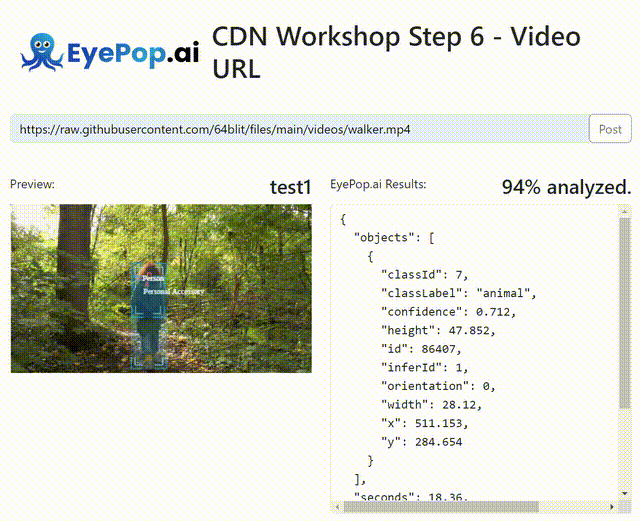 EyePop.ai
CDN Workshop Step 6 - Video
URL
https://raw.githubusercontent.com/64blit/files/main/videos/walker.mp4
Post
Preview:
test1
Person
Personal Accessory
EyePop.ai Results:
94% analyzed.
{
"objects": [
{
"classId": 7,
"classLabel": "animal",
"confidence": 0.712,
"height": 47.852,
"id": 86407,
"inferId": 1,
"orientation": 0,
"width": 28.12,
"x": 511.153,
"y": 284.654
}
],
"seconds": 18.36,